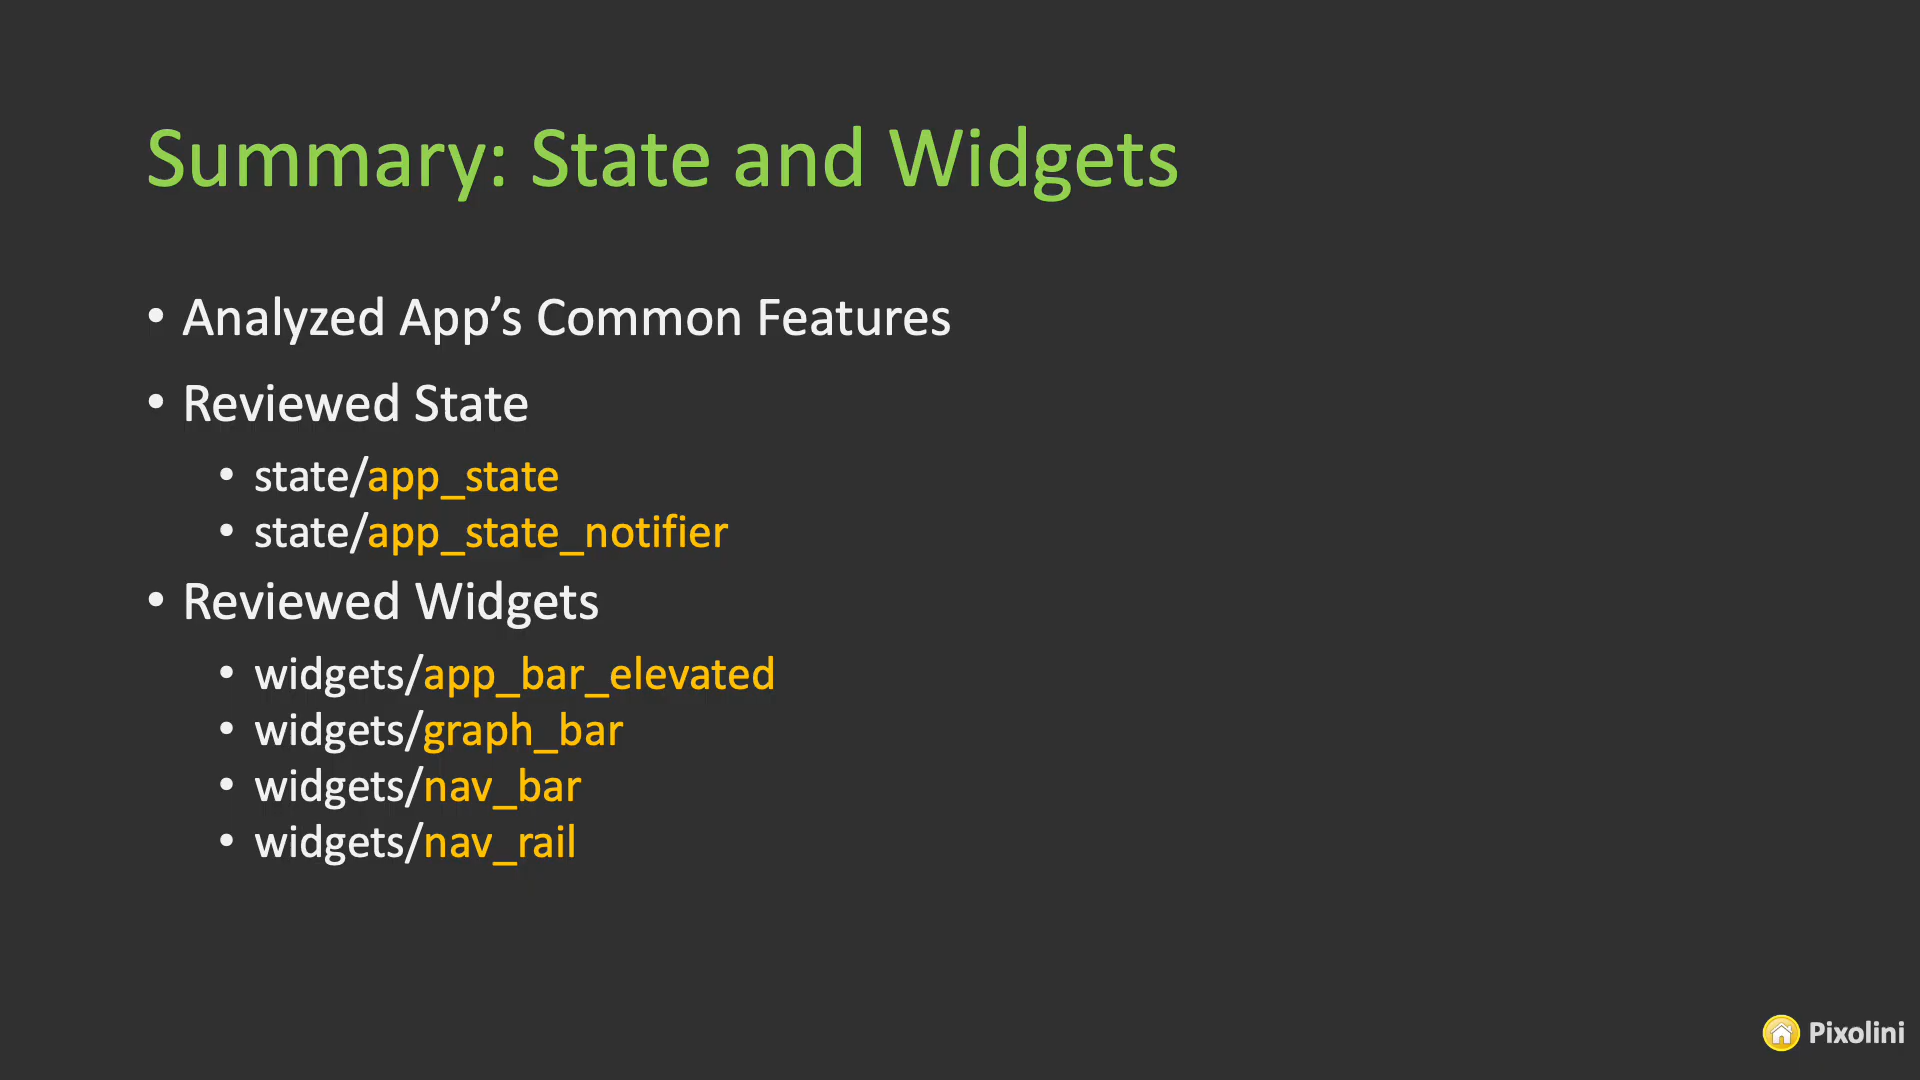 Summary: State and Widgets
• Analyzed App’s Common Features
• Reviewed State
• state/app_state
• state/app_state_notifier
• Reviewed Widgets
• widgets/app_bar_elevated
• widgets/graph_bar
• widgets/nav_bar
• widgets/nav_rail
Pixolini